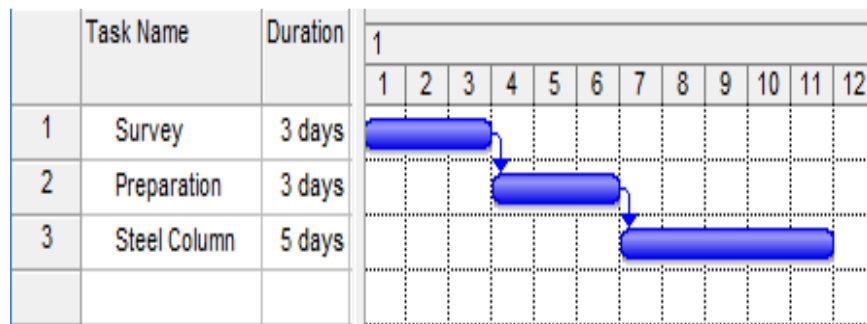 Task Name Duration 1
1 2 3 4 5 6 7 8 9 10 11 12
1 Survey 3 days
2 Preparation 3 days
3 Steel Column 5 days